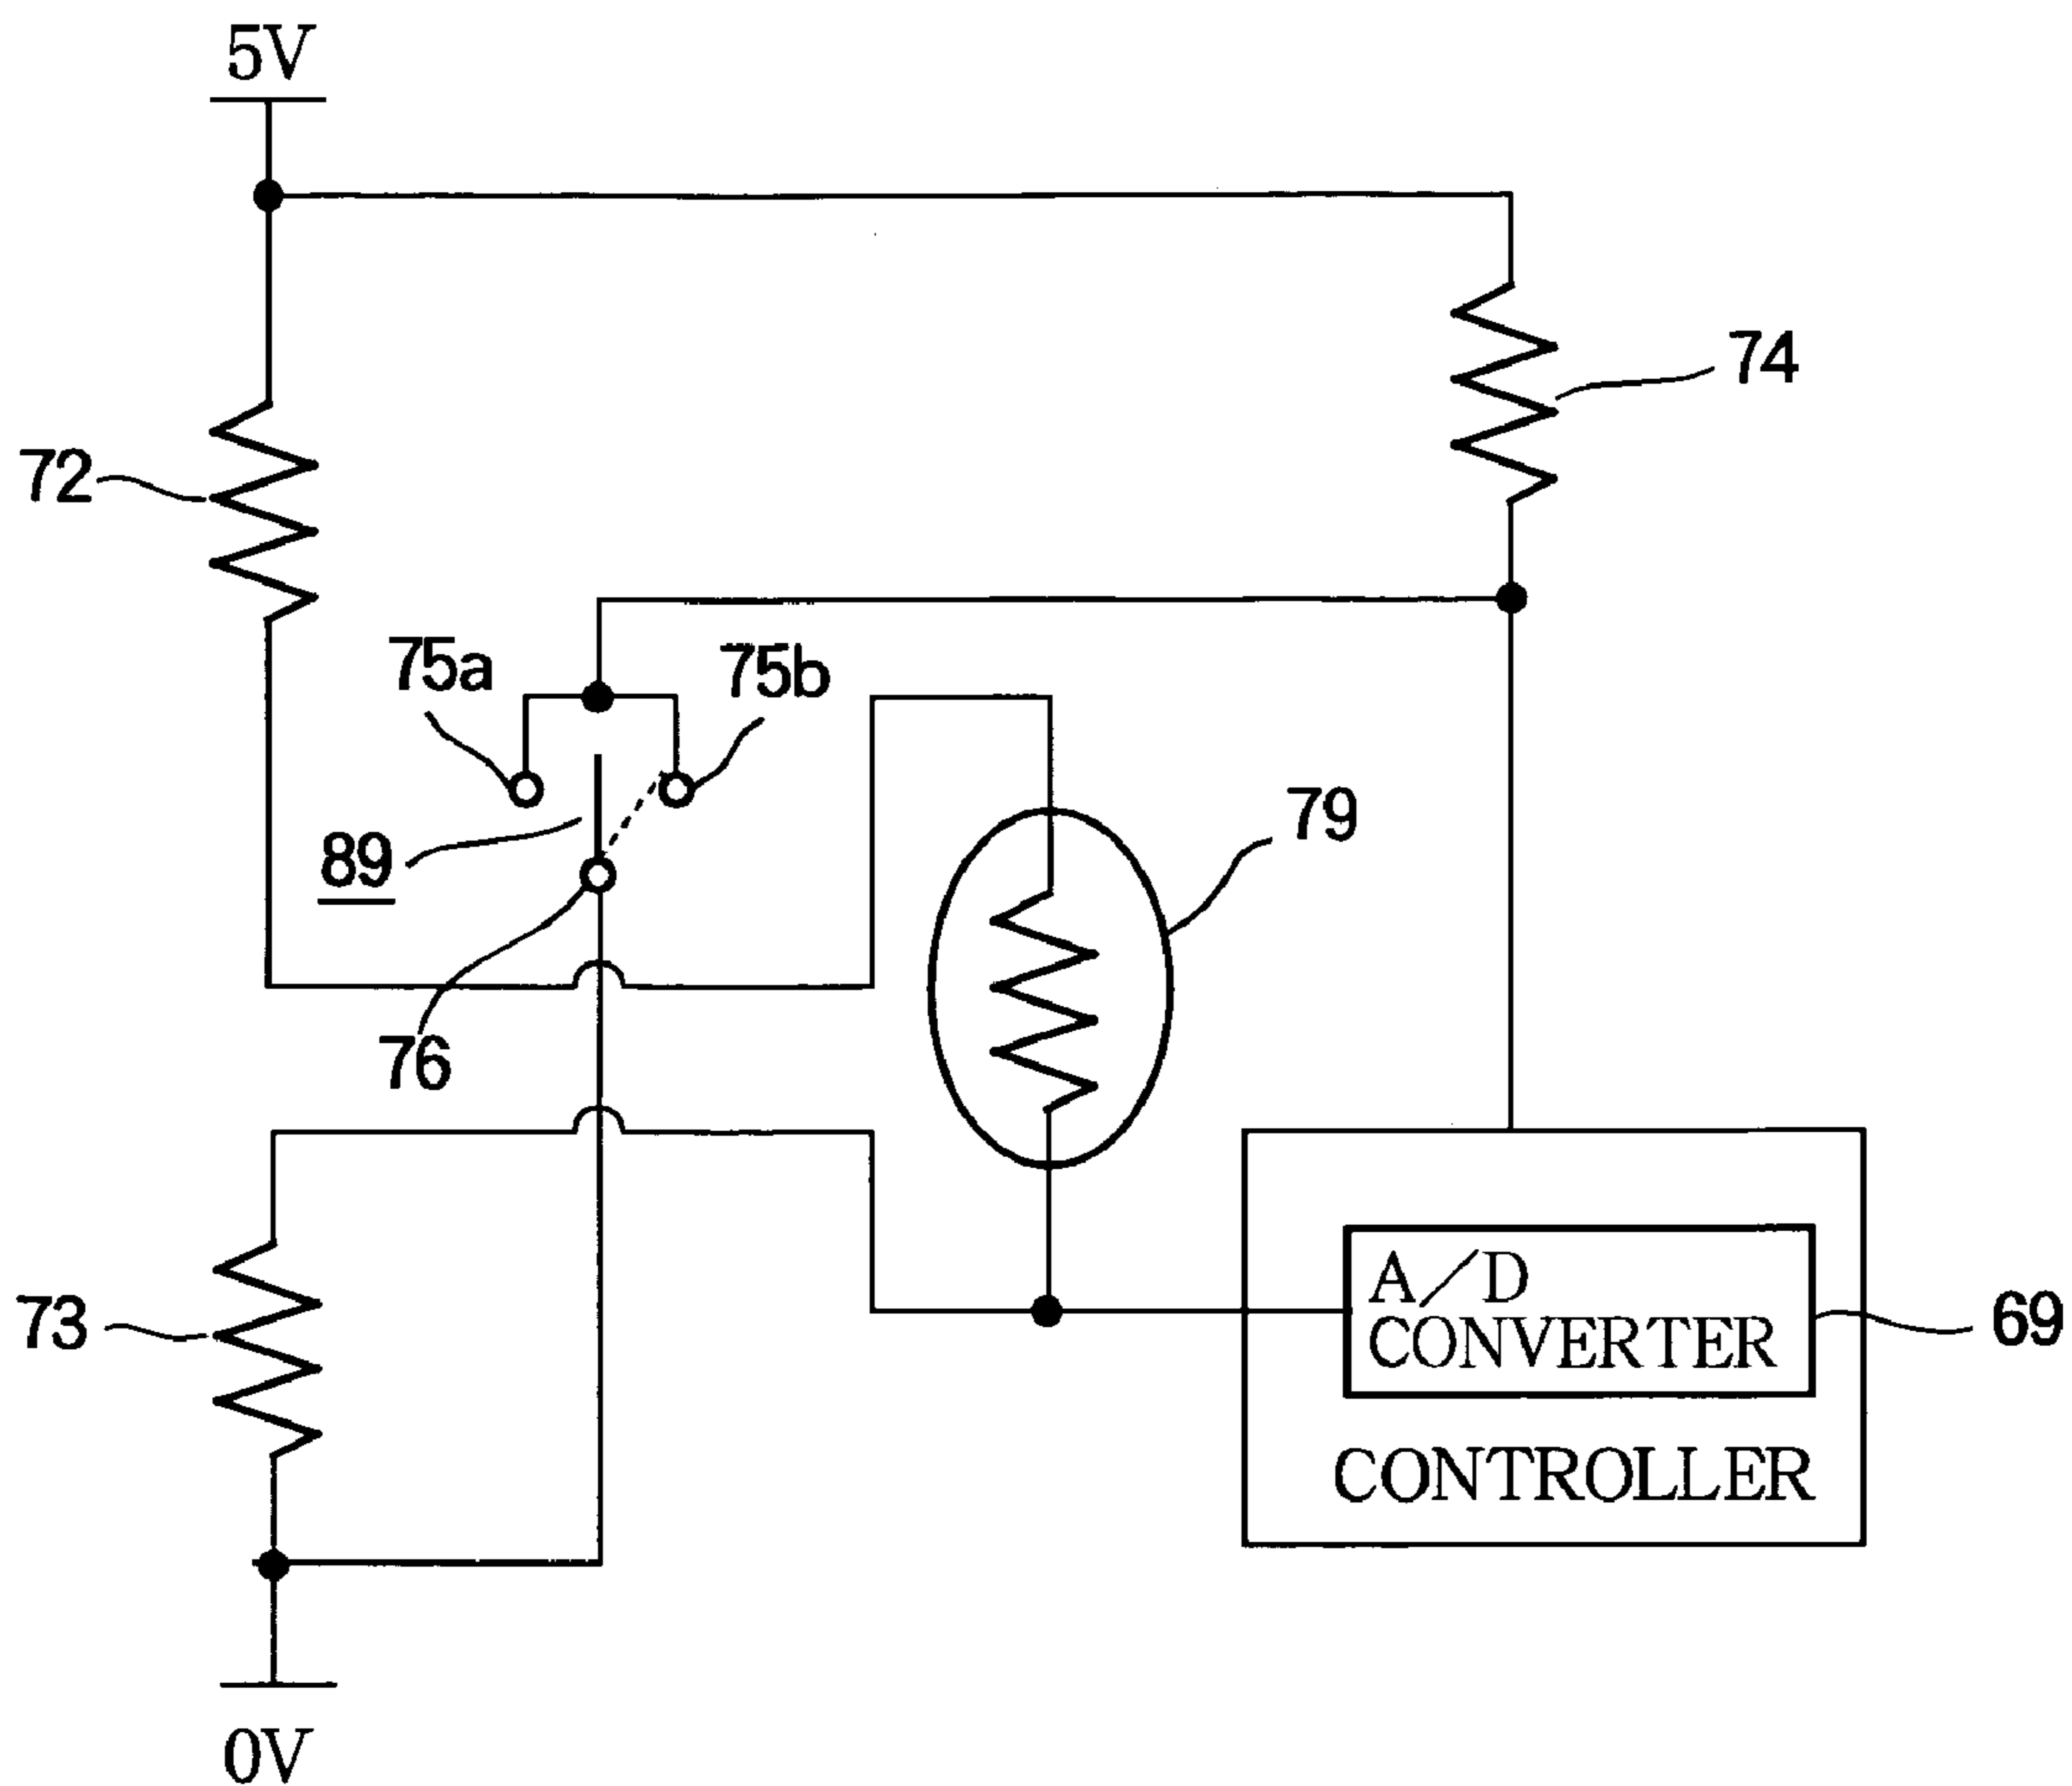 5V
74
72
75a
75b
79
89
76
A/D
CONVERTER
69
73
CONTROLLER
0V